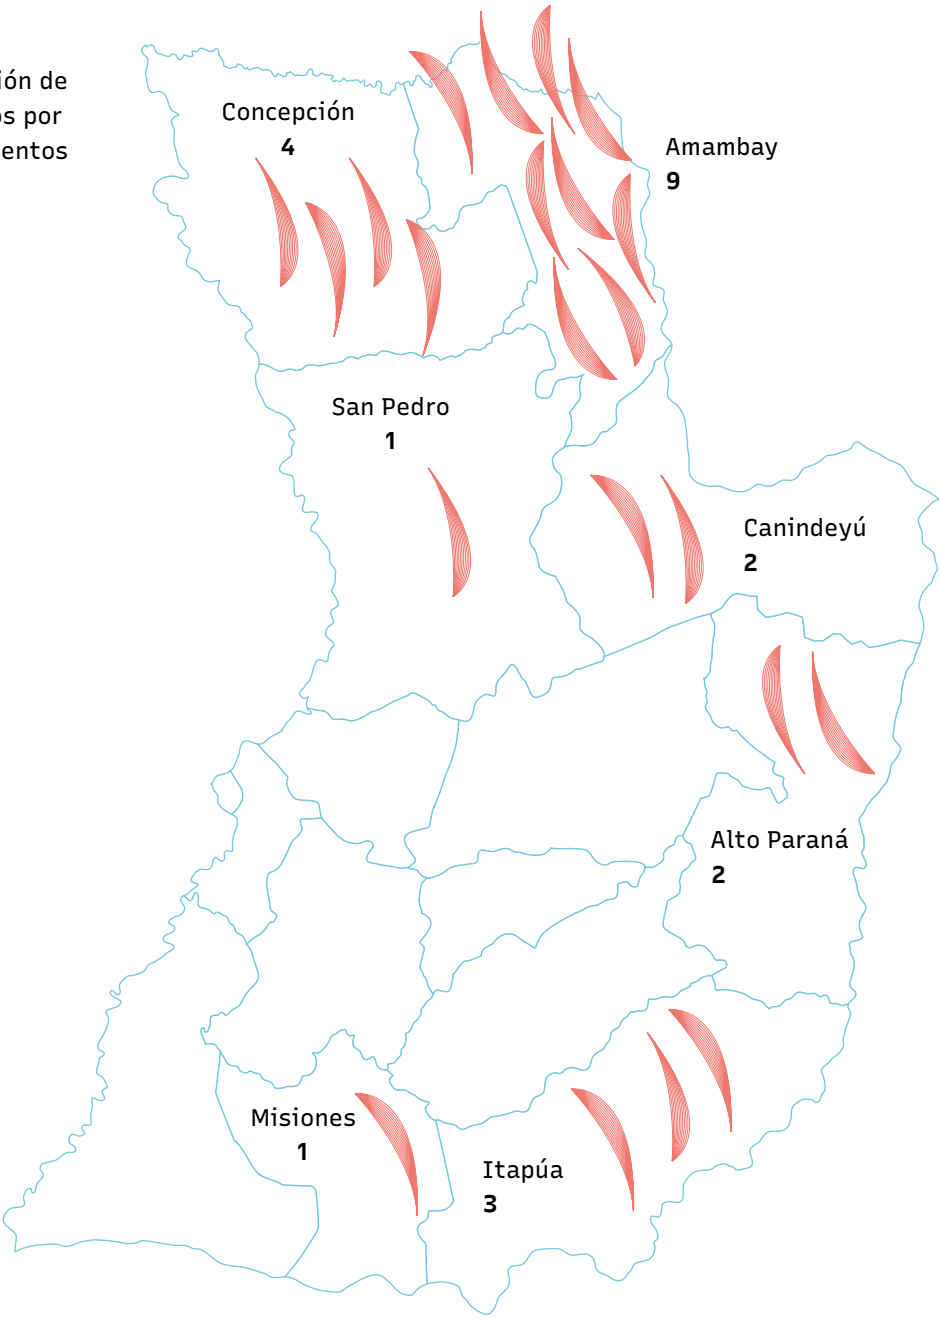 ión de
os por
entos
Concepción
4
Amambay
9
San Pedro
1
Canindeyú
2
Alto Paraná
2
Misiones
1
Itapúa
3